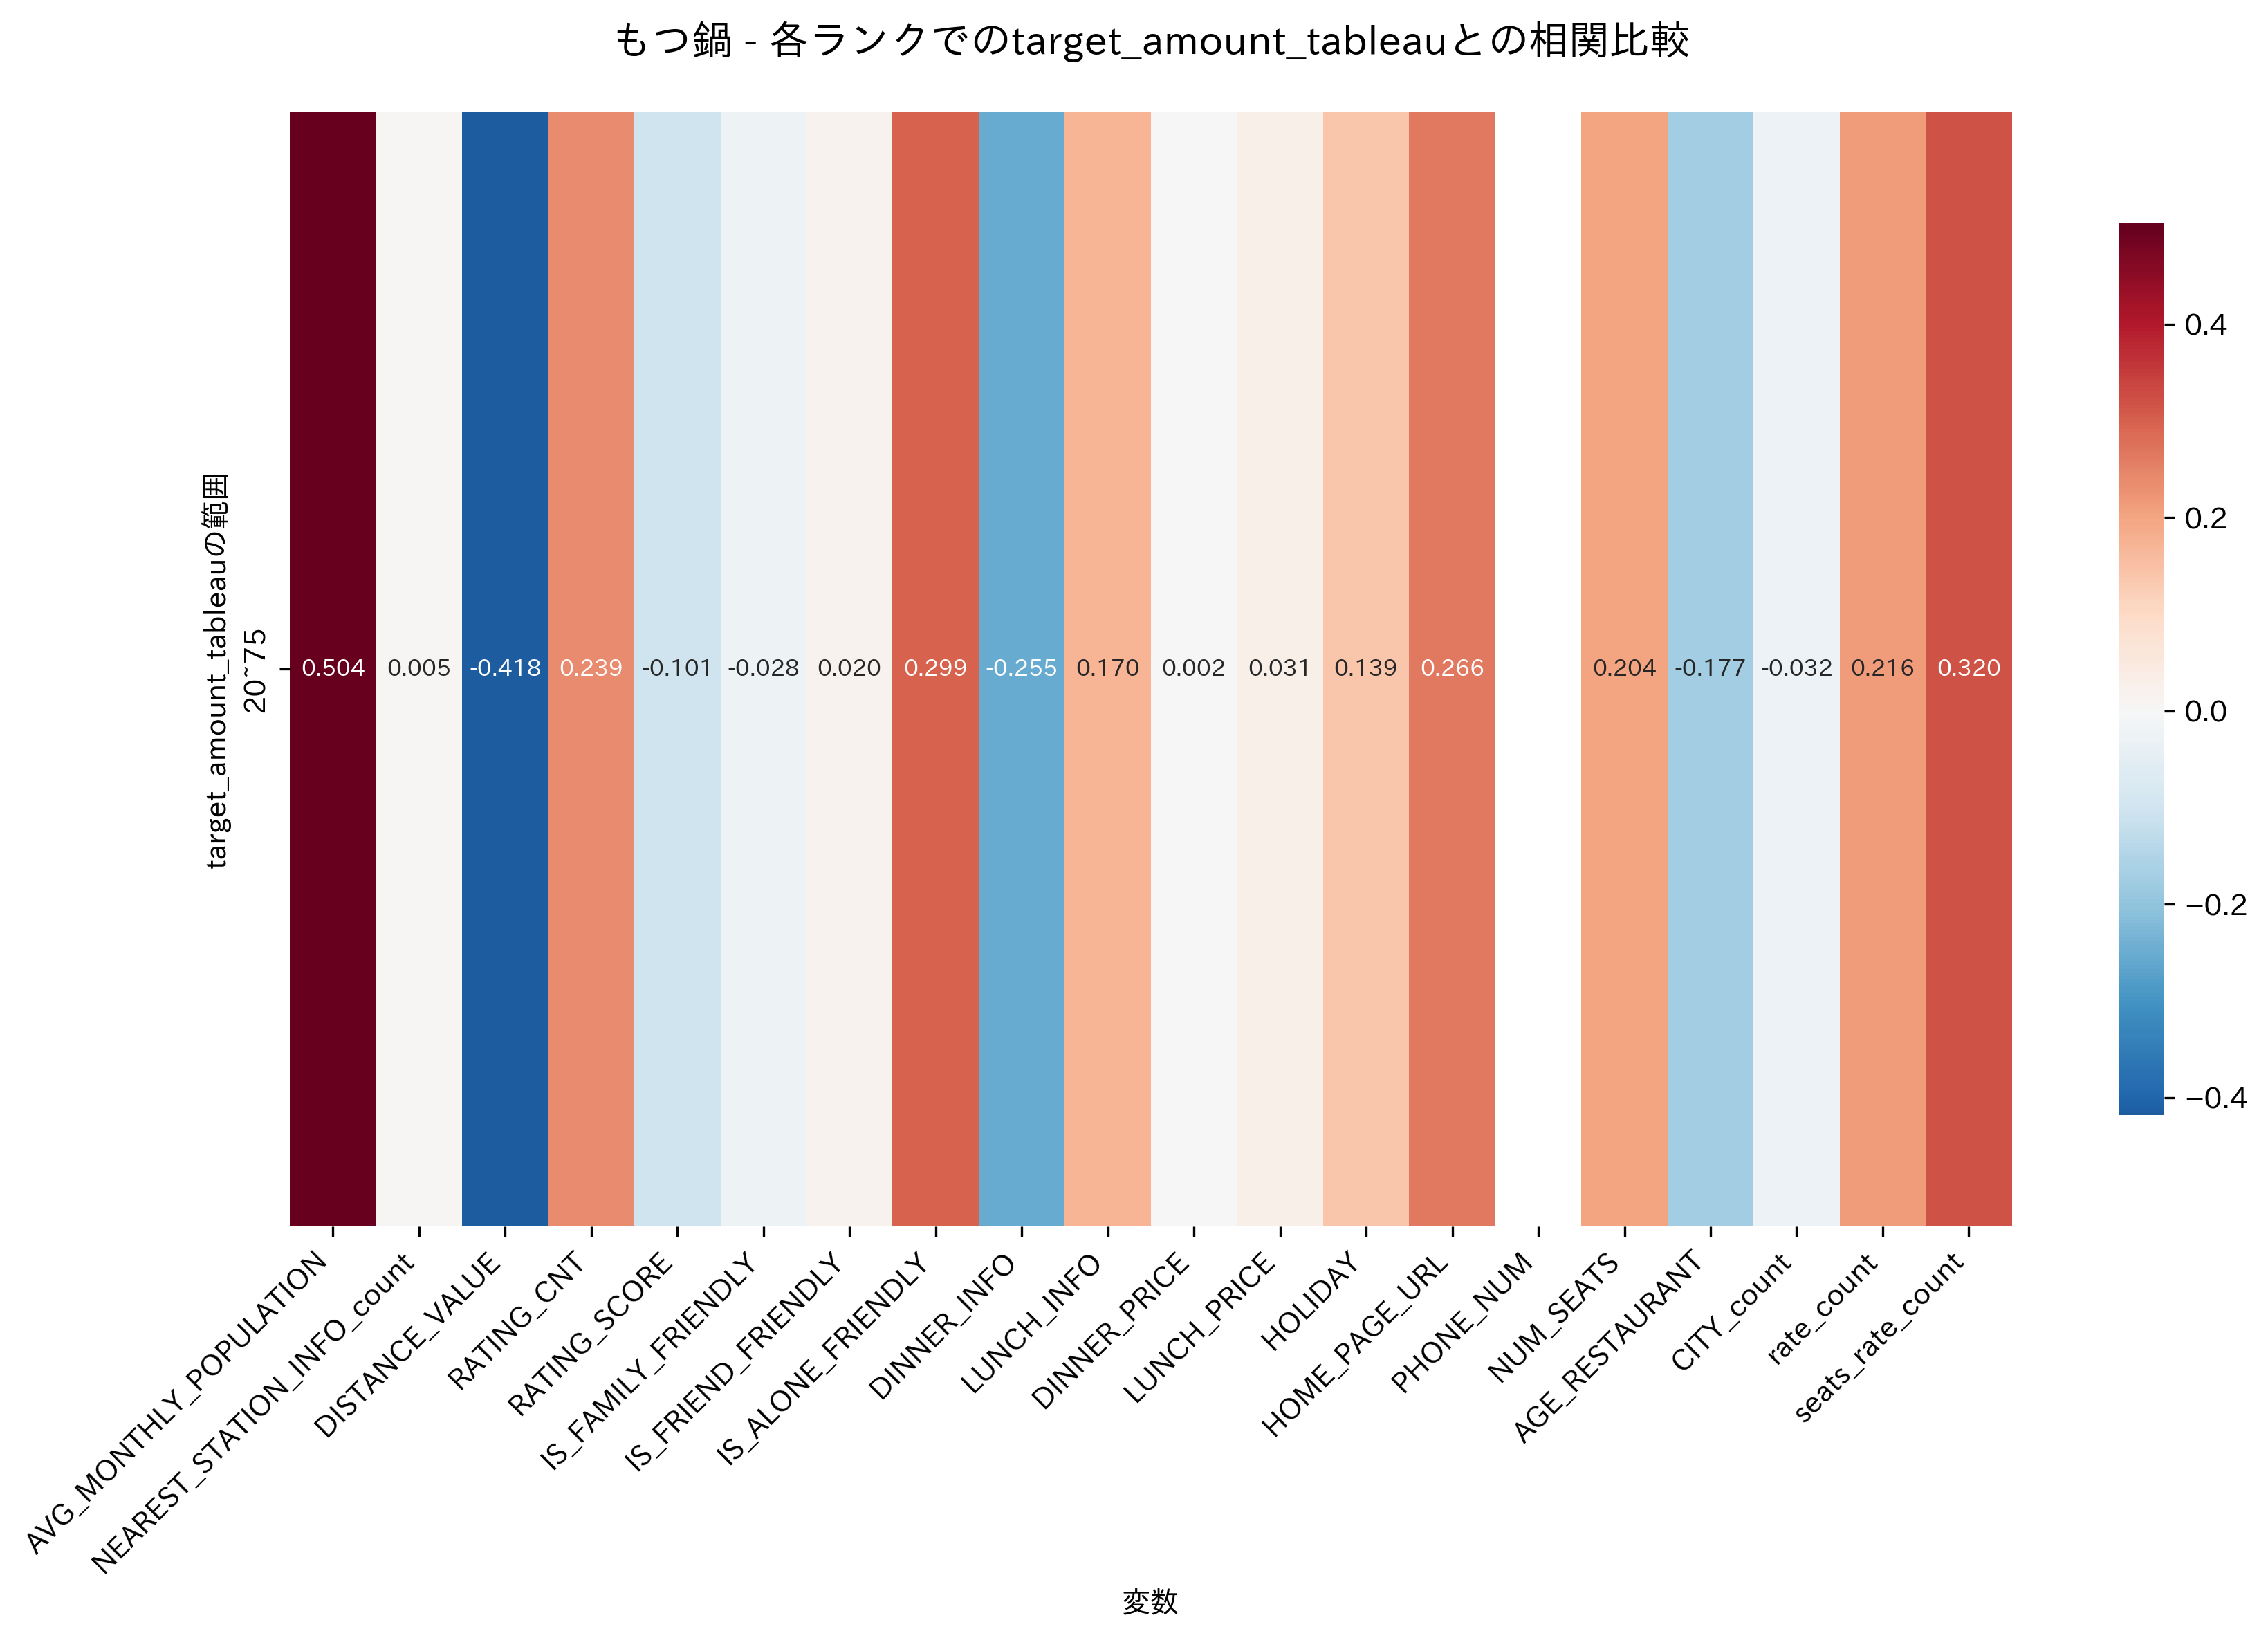 もつ鍋 - 各ランクでのtarget_amount_tableauとの相関比較
target_amount_tableauの範囲
20~75
0.504 0.005 -0.418 0.239 -0.101 -0.028 0.020 0.299 -0.255 0.170 0.002 0.031 0.139 0.266 0.204 -0.177 -0.032 0.216 0.320
0.4
0.2
0.0
−0.2
−0.4
AVG_MONTHLY_POPULATION
NEAREST_STATION_INFO_count
DISTANCE_VALUE
RATING_CNT
RATING_SCORE
IS_FAMILY_FRIENDLY
IS_FRIEND_FRIENDLY
IS_ALONE_FRIENDLY
DINNER_INFO
LUNCH_INFO
DINNER_PRICE
LUNCH_PRICE
HOLIDAY
HOME_PAGE_URL
PHONE_NUM
NUM_SEATS
AGE_RESTAURANT
CITY_count
rate_count
seats_rate_count
変数